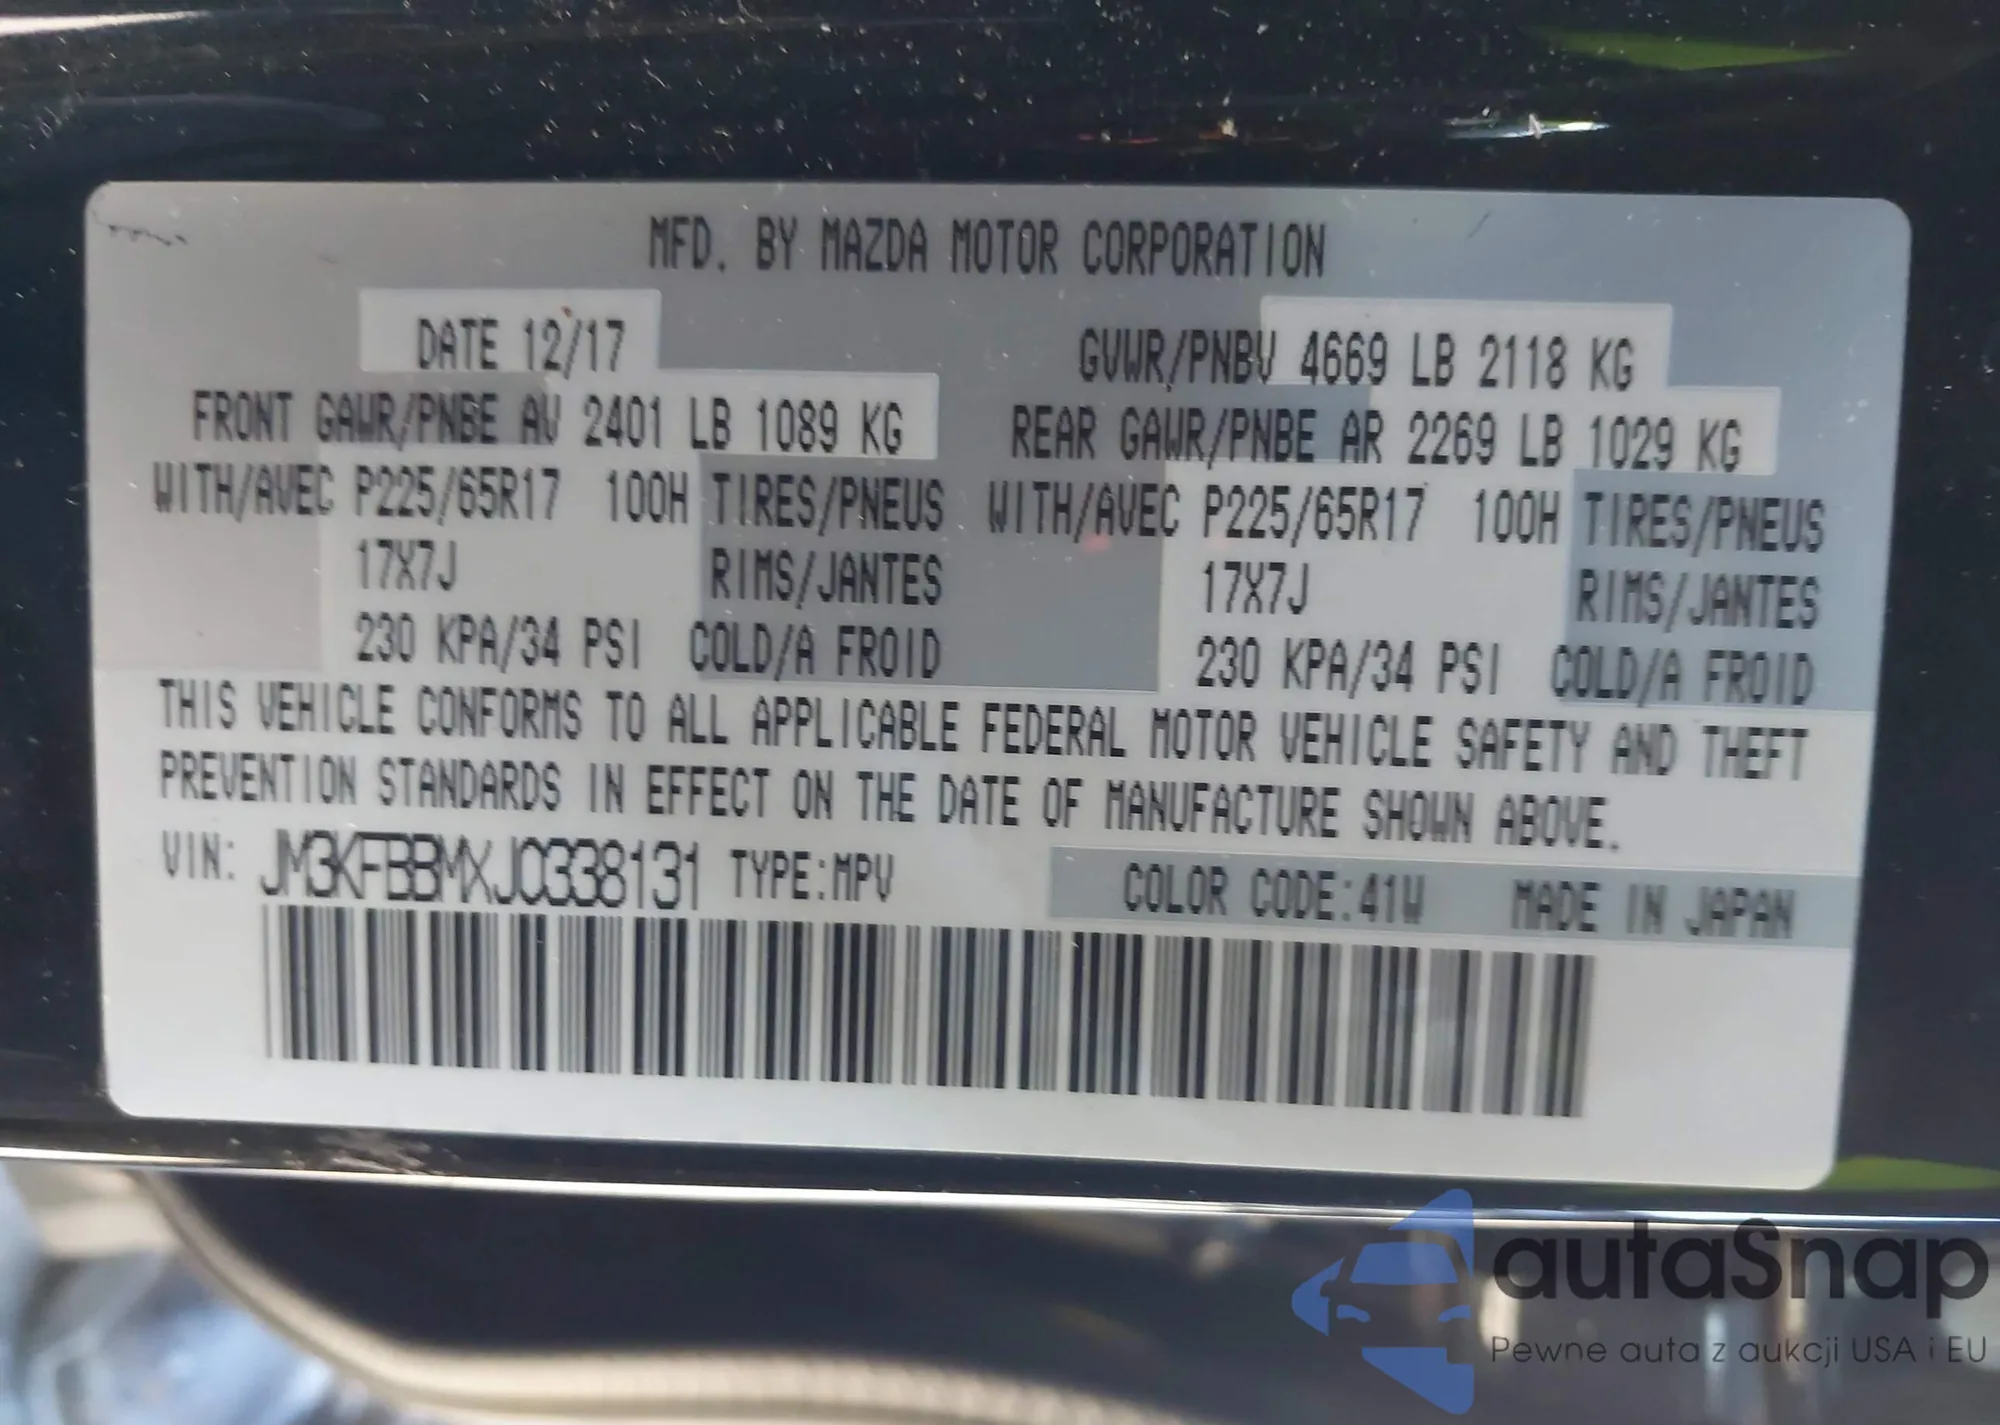 MFD. BY MAZDA MOTOR CORPORATION
DATE 12/17 GVWR/PNBV 4669 LB 2118 KG
FRONT GAWR/PNBE AV 2401 LB 1089 KG REAR GAWR/PNBE AR 2269 LB 1029 KG
WITH/AVEC P225/65R17 100H TIRES/PNEUS WITH/AVEC P225/65R17 100H TIRES/PNEUS
17X7J RIMS/JANTES 17X7J RIMS/JANTES
230 KPA/34 PSI COLD/A FROID 230 KPA/34 PSI COLD/A FROID
THIS VEHICLE CONFORMS TO ALL APPLICABLE FEDERAL MOTOR VEHICLE SAFETY AND THEFT
PREVENTION STANDARDS IN EFFECT ON THE DATE OF MANUFACTURE SHOWN ABOVE.
VIN: JM3KFBBMXJ0338131 TYPE:MPV COLOR CODE:41W MADE IN JAPAN
autaSnap
Pewne auta z aukcji USA i EU